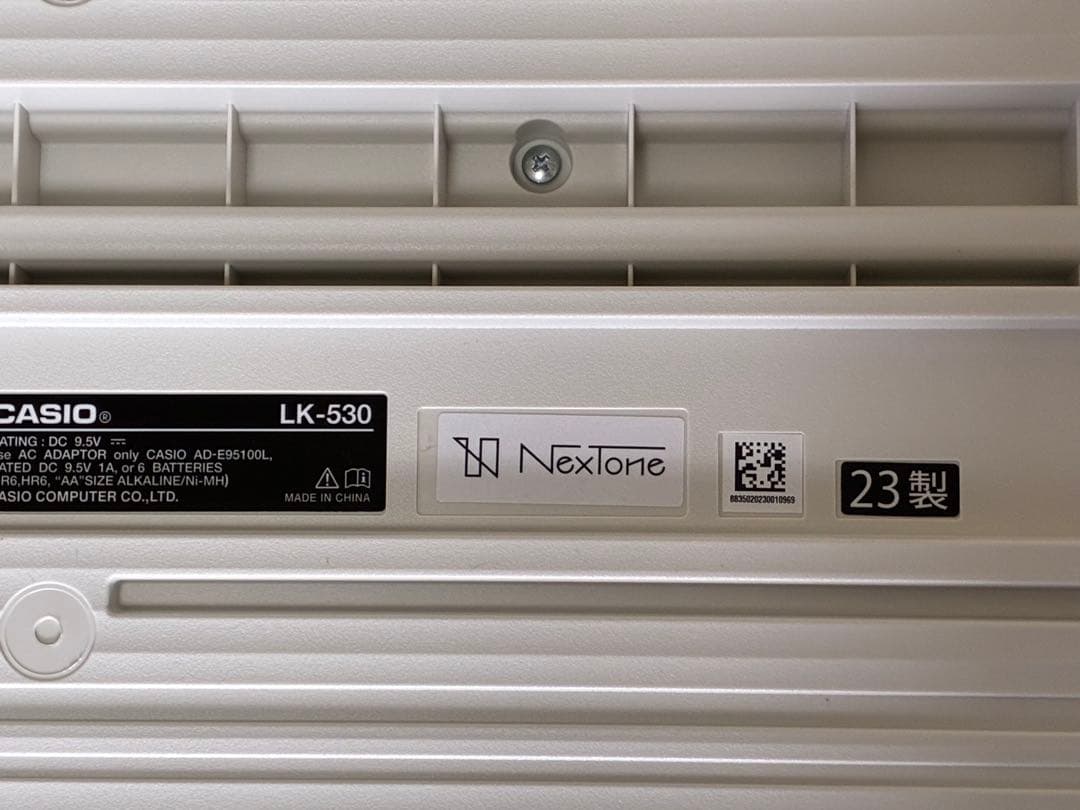 CASIO®
LK-530
ATING : DC 9.5V ⎓
se AC ADAPTOR only CASIO AD-E95100L,
ATED DC 9.5V 1A, or 6 BATTERIES
R6,HR6, "AA"SIZE ALKALINE/Ni-MH)
ASIO COMPUTER CO.,LTD.
MADE IN CHINA
NexTone
8835020230010969
23製